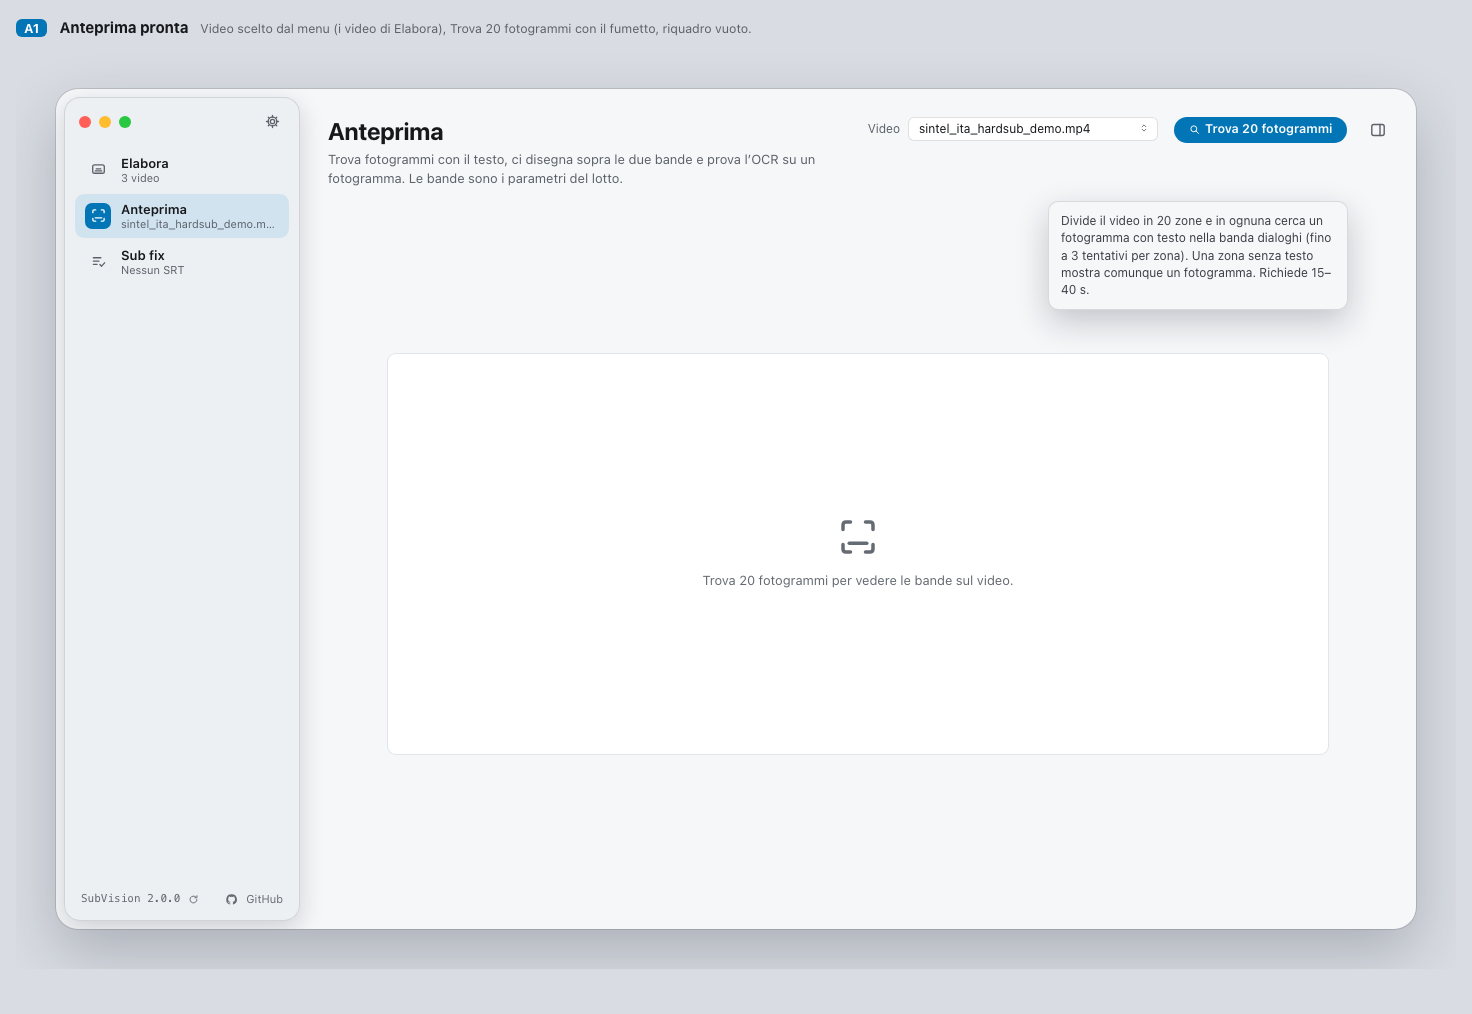 A1 Anteprima pronta Video scelto dal menu (i video di Elabora), Trova 20 fotogrammi con il fumetto, riquadro vuoto.
Elabora
3 video
Anteprima
sintel_ita_hardsub_demo.m...
Sub fix
Nessun SRT
SubVision 2.0.0 GitHub
Anteprima
Video sintel_ita_hardsub_demo.mp4 Trova 20 fotogrammi
Trova fotogrammi con il testo, ci disegna sopra le due bande e prova l'OCR su un
fotogramma. Le bande sono i parametri del lotto.
Divide il video in 20 zone e in ognuna cerca un
fotogramma con testo nella banda dialoghi (fino
a 3 tentativi per zona). Una zona senza testo
mostra comunque un fotogramma. Richiede 15–
40 s.
Trova 20 fotogrammi per vedere le bande sul video.